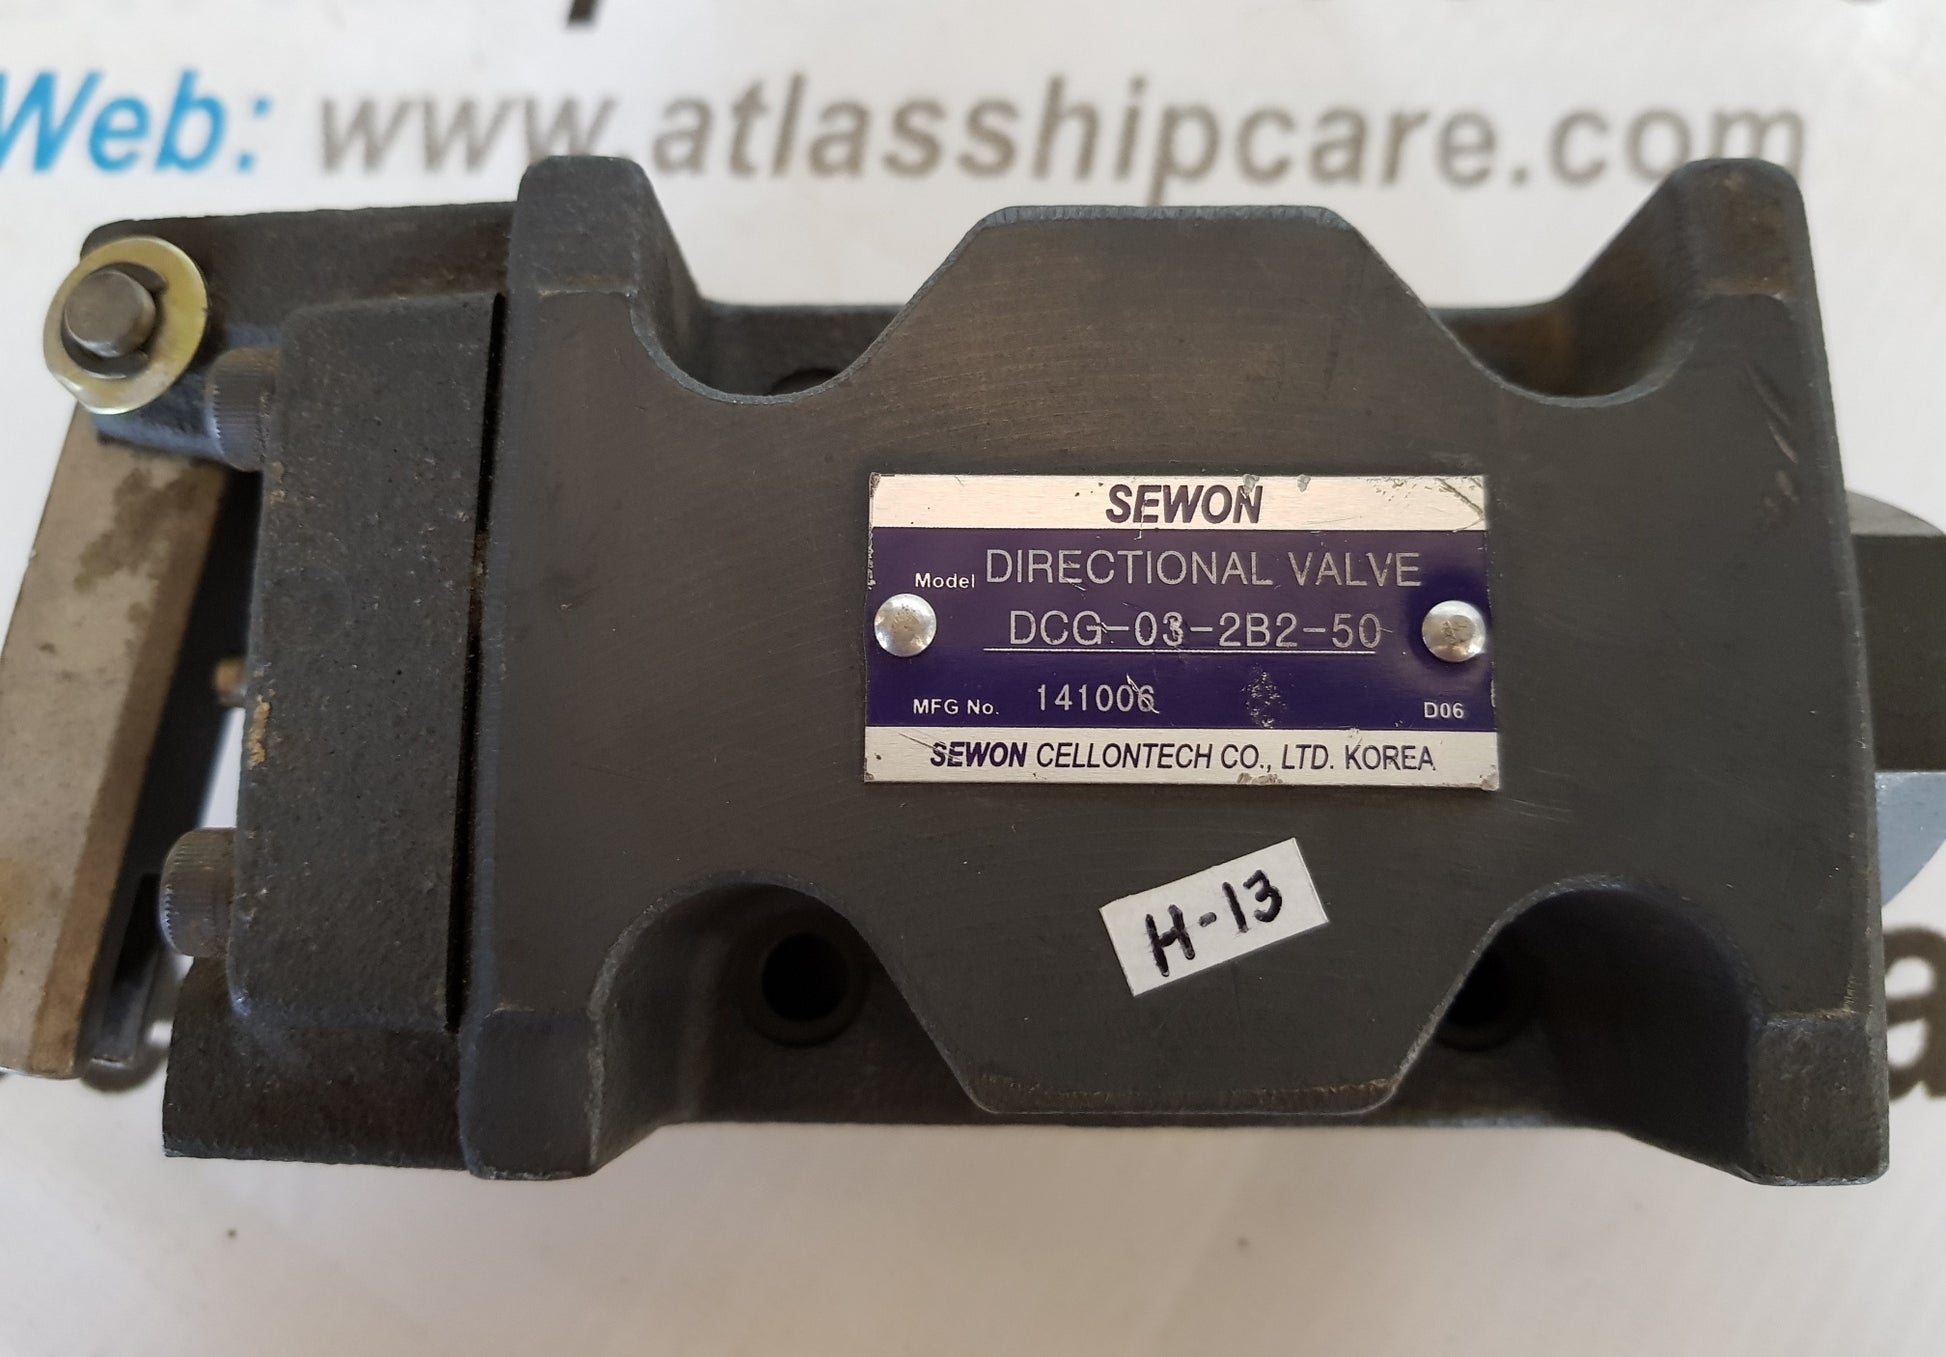 Web: www.atlasshipcare.com
SEWON
Model DIRECTIONAL VALVE
DCG-03-2B2-50
MFG No. 141006 D06
SEWON CELLONTECH CO., LTD. KOREA
H-13